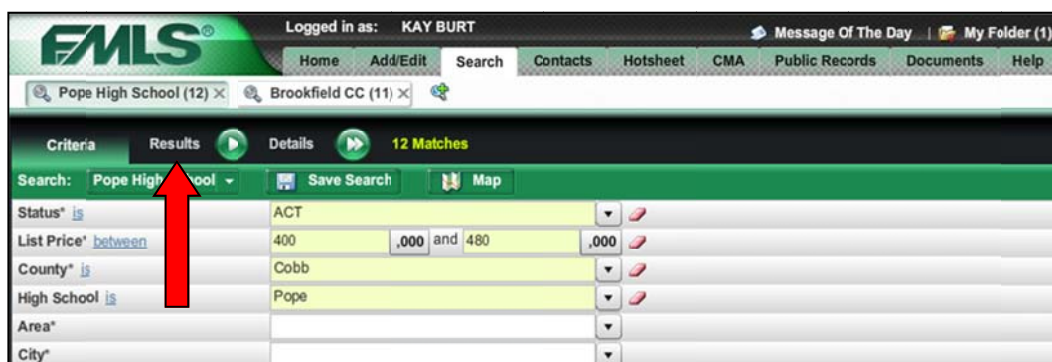 FMLS®
Logged in as: KAY BURT
Message Of The Day | My Folder (1)
Home Add/Edit Search Contacts Hotsheet CMA Public Records Documents Help
Pope High School (12) × Brookfield CC (11) ×
Criteria Results Details 12 Matches
Search: Pope High School Save Search Map
Status* is ACT
List Price* between 400 ,000 and 480 ,000
County* is Cobb
High School is Pope
Area*
City*